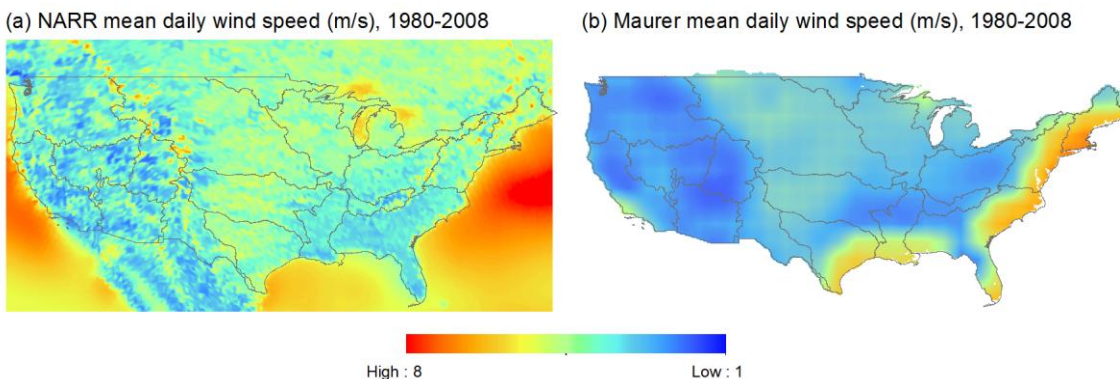 (a) NARR mean daily wind speed (m/s), 1980-2008
(b) Maurer mean daily wind speed (m/s), 1980-2008
High : 8
Low : 1